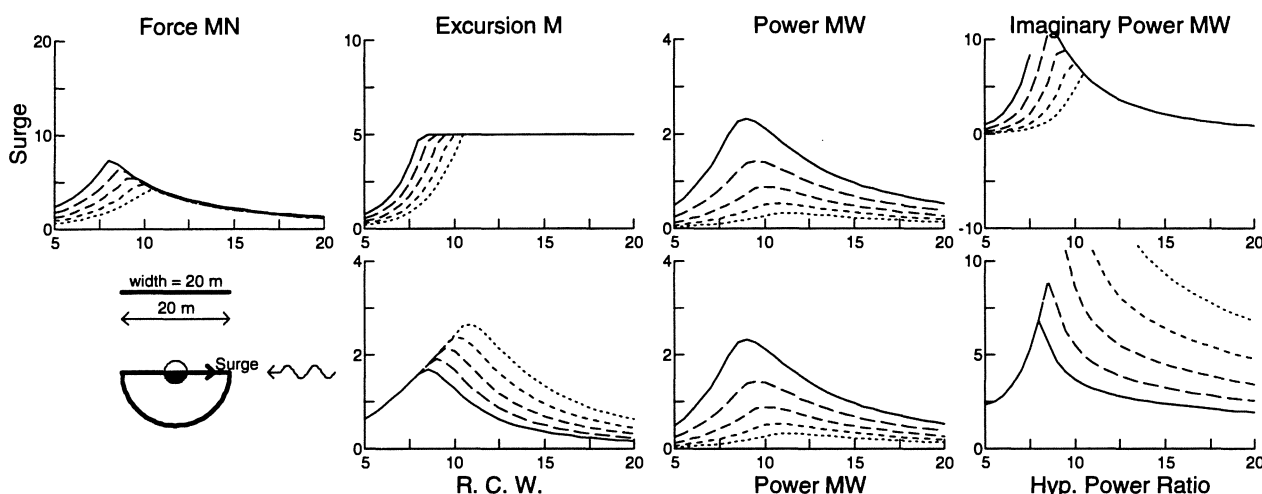 Force MN
Excursion M
Power MW
Imaginary Power MW
20
10
0
Surge
5 10 15 20
10
5
0
5 10 15 20
4
2
0
5 10 15 20
10
0
-10
5 10 15 20
width = 20 m
20 m
Surge
4
2
0
5 10 15 20
R. C. W.
4
2
0
5 10 15 20
Power MW
10
5
0
5 10 15 20
Hyp. Power Ratio